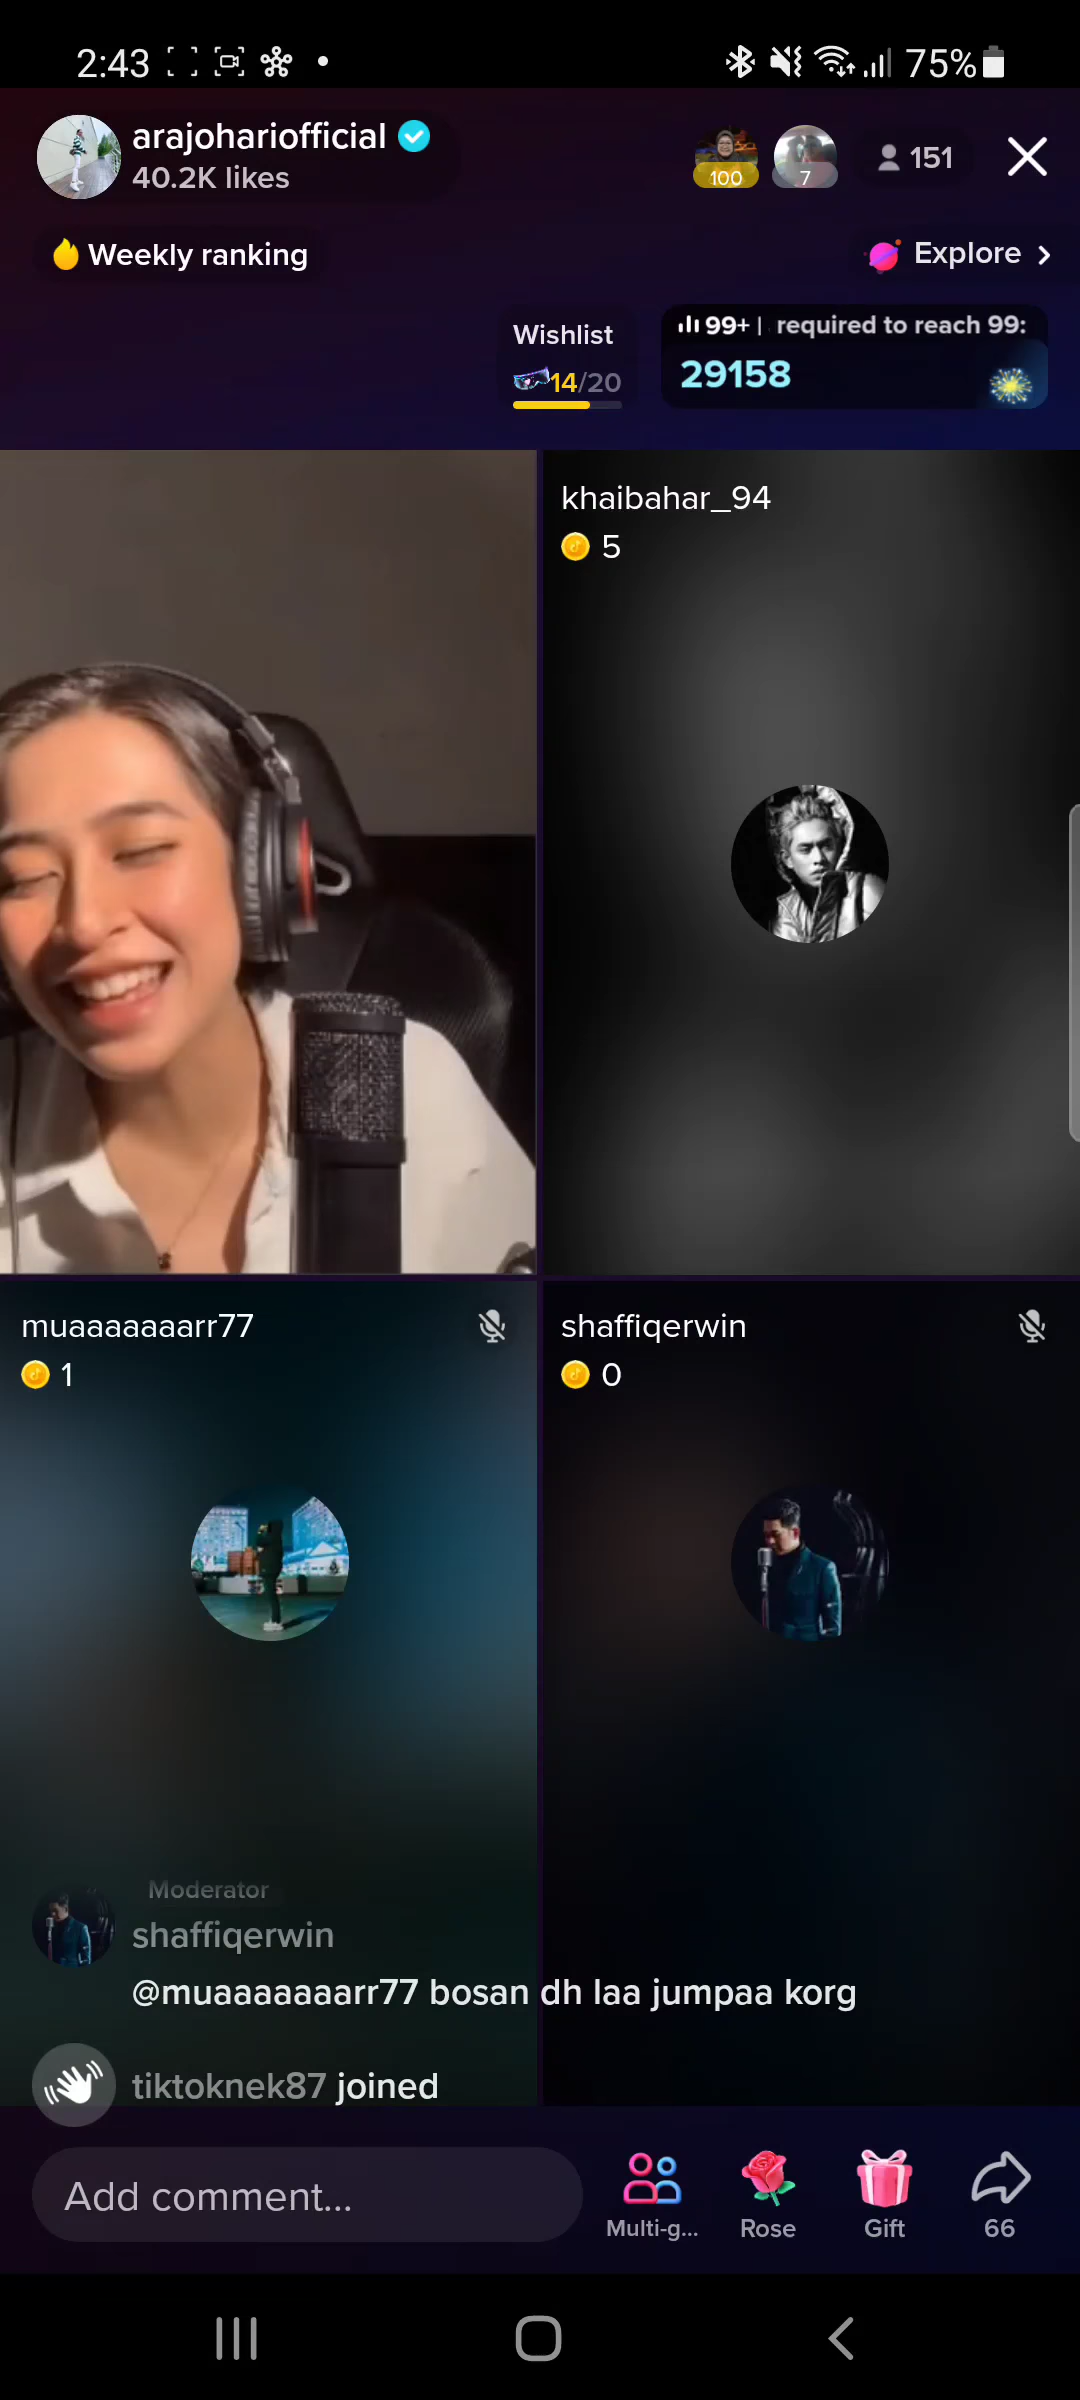 2:43
75%
arajohariofficial
40.2K likes
100
7
151
Weekly ranking
Explore
Wishlist
14/20
99+ | required to reach 99:
29158
khaibahar_94
5
muaaaaaaarr77
1
shaffiqerwin
0
Moderator
shaffiqerwin
@muaaaaaaarr77 bosan dh laa jumpaa korg
tiktoknek87 joined
Add comment...
Multi-g...
Rose
Gift
66